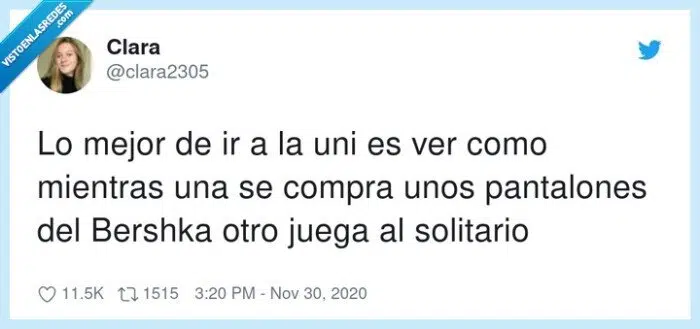 VISTOENLASREDES
.com
Clara
@clara2305
Lo mejor de ir a la uni es ver como
mientras una se compra unos pantalones
del Bershka otro juega al solitario
11.5K 1515 3:20 PM - Nov 30, 2020